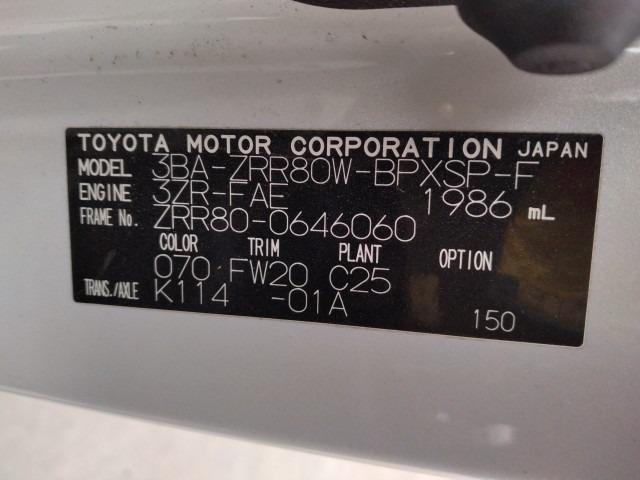 TOYOTA MOTOR CORPORATION JAPAN
MODEL 3BA-ZRR80W-BPXSP-F
ENGINE 3ZR-FAE 1986 mL
FRAME No. ZRR80-0646060
COLOR TRIM PLANT OPTION
070 FW20 C25
TRANS./AXLE K114 -01A
150